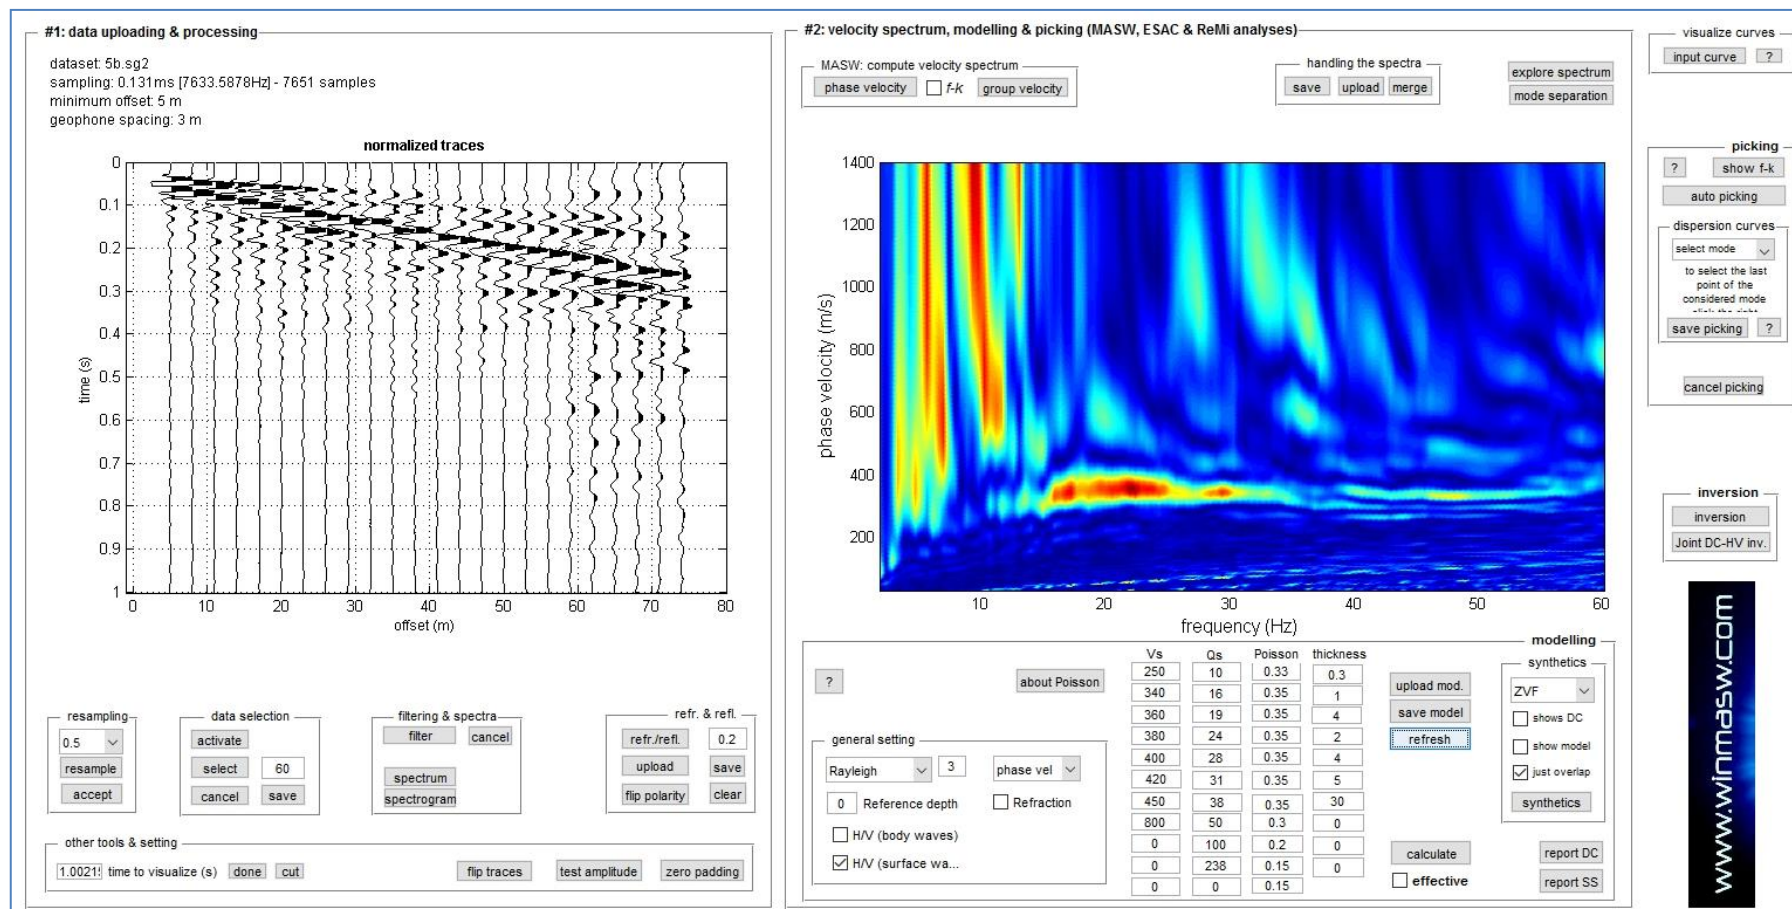 #1: data uploading & processing
dataset: 5b.sg2
sampling: 0.131ms [7633.5878Hz] - 7651 samples
minimum offset: 5 m
geophone spacing: 3 m
normalized traces
0
0.1
0.2
0.3
0.4
0.5
0.6
0.7
0.8
0.9
1
time (s)
0 10 20 30 40 50 60 70 80
offset (m)
resampling
0.5
resample
accept
data selection
activate
select 60
cancel save
filtering & spectra
filter cancel
spectrum
spectrogram
refr. & refl.
refr./refl. 0.2
upload save
flip polarity clear
other tools & setting
time to visualize (s) done cut flip traces test amplitude zero padding
#2: velocity spectrum, modelling & picking (MASW, ESAC & ReMi analyses)
MASW: compute velocity spectrum
phase velocity f-k group velocity
handling the spectra
save upload merge
explore spectrum
mode separation
1400
1200
1000
800
600
400
200
phase velocity (m/s)
10 20 30 40 50 60
frequency (Hz)
modelling
? about Poisson
general setting
Rayleigh 3 phase vel
0 Reference depth Refraction
H/V (body waves)
H/V (surface wa...
Vs Qs Poisson thickness
250 10 0.33 0.3
340 16 0.35 1
360 19 0.35 4
380 24 0.35 2
400 28 0.35 4
420 31 0.35 5
450 38 0.35 30
800 50 0.3 0
0 100 0.2 0
0 238 0.15 0
0 0 0.15
upload mod.
save model
refresh
calculate
effective
synthetics
ZVF
shows DC
show model
just overlap
synthetics
report DC
report SS
visualize curves
input curve ?
picking
? show f-k
auto picking
dispersion curves
select mode
to select the last
point of the
considered mode
save picking ?
cancel picking
inversion
inversion
Joint DC-HV inv.
www.winmasw.com